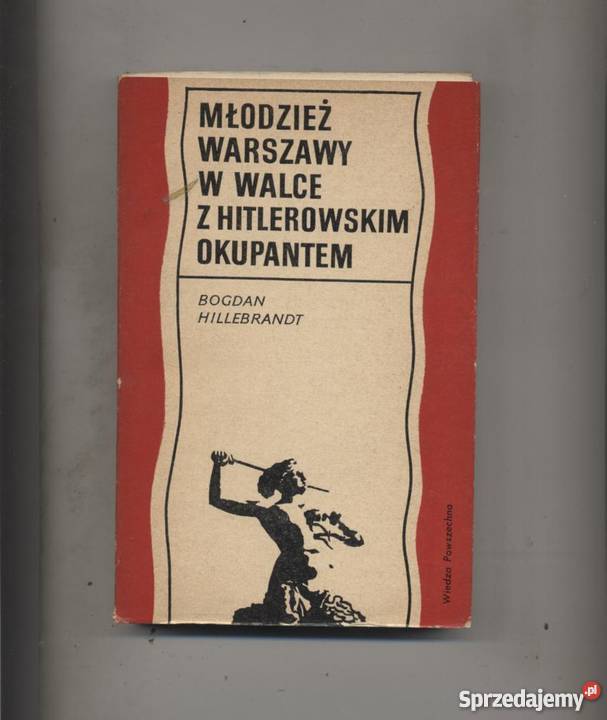 MŁODZIEŻ
WARSZAWY
W WALCE
Z HITLEROWSKIM
OKUPANTEM
BOGDAN
HILLEBRANDT
Wiedza Powszechna
Sprzedajemy.pl